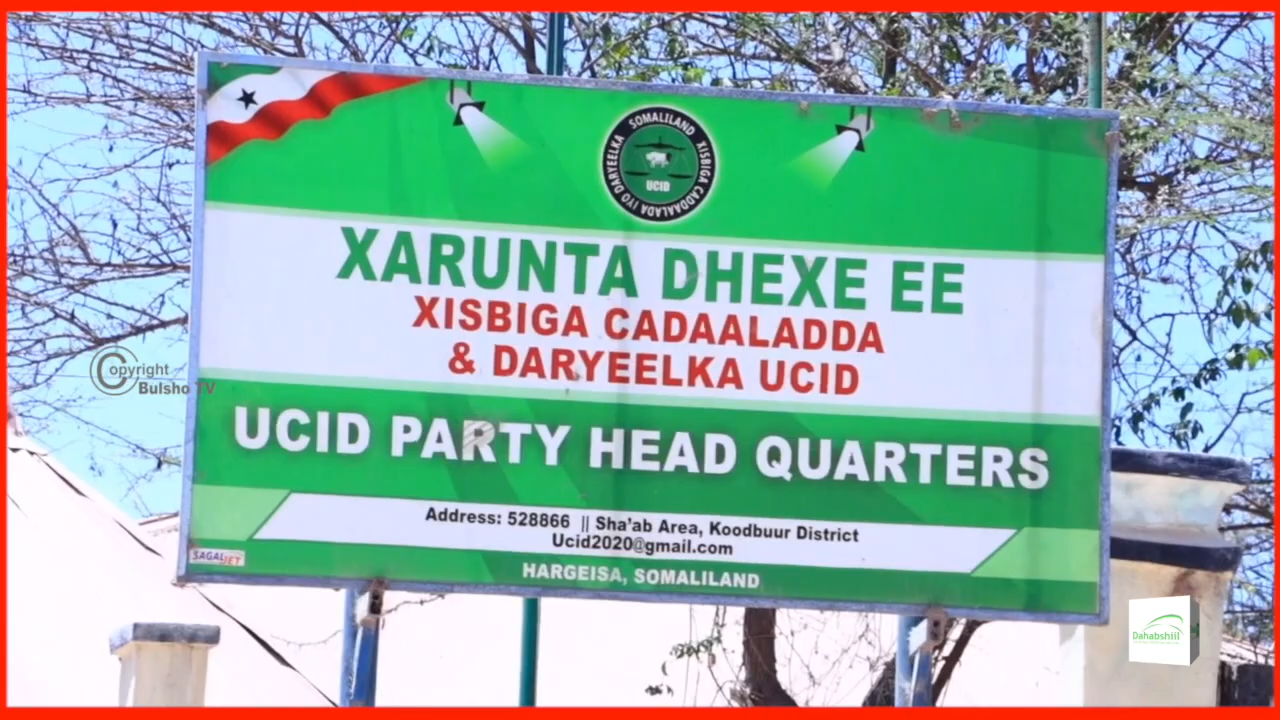 SOMALILAND XISBIGA CADDAALADA IYO DARYEELKA
UCID
XARUNTA DHEXE EE
XISBIGA CADAALADDA
& DARYEELKA UCID
Copyright
Bulsho TV
UCID PARTY HEAD QUARTERS
Address: 528866 || Sha'ab Area, Koodbuur District
Ucid2020@gmail.com
SAGALJET
HARGEISA, SOMALILAND
Dahabshiil